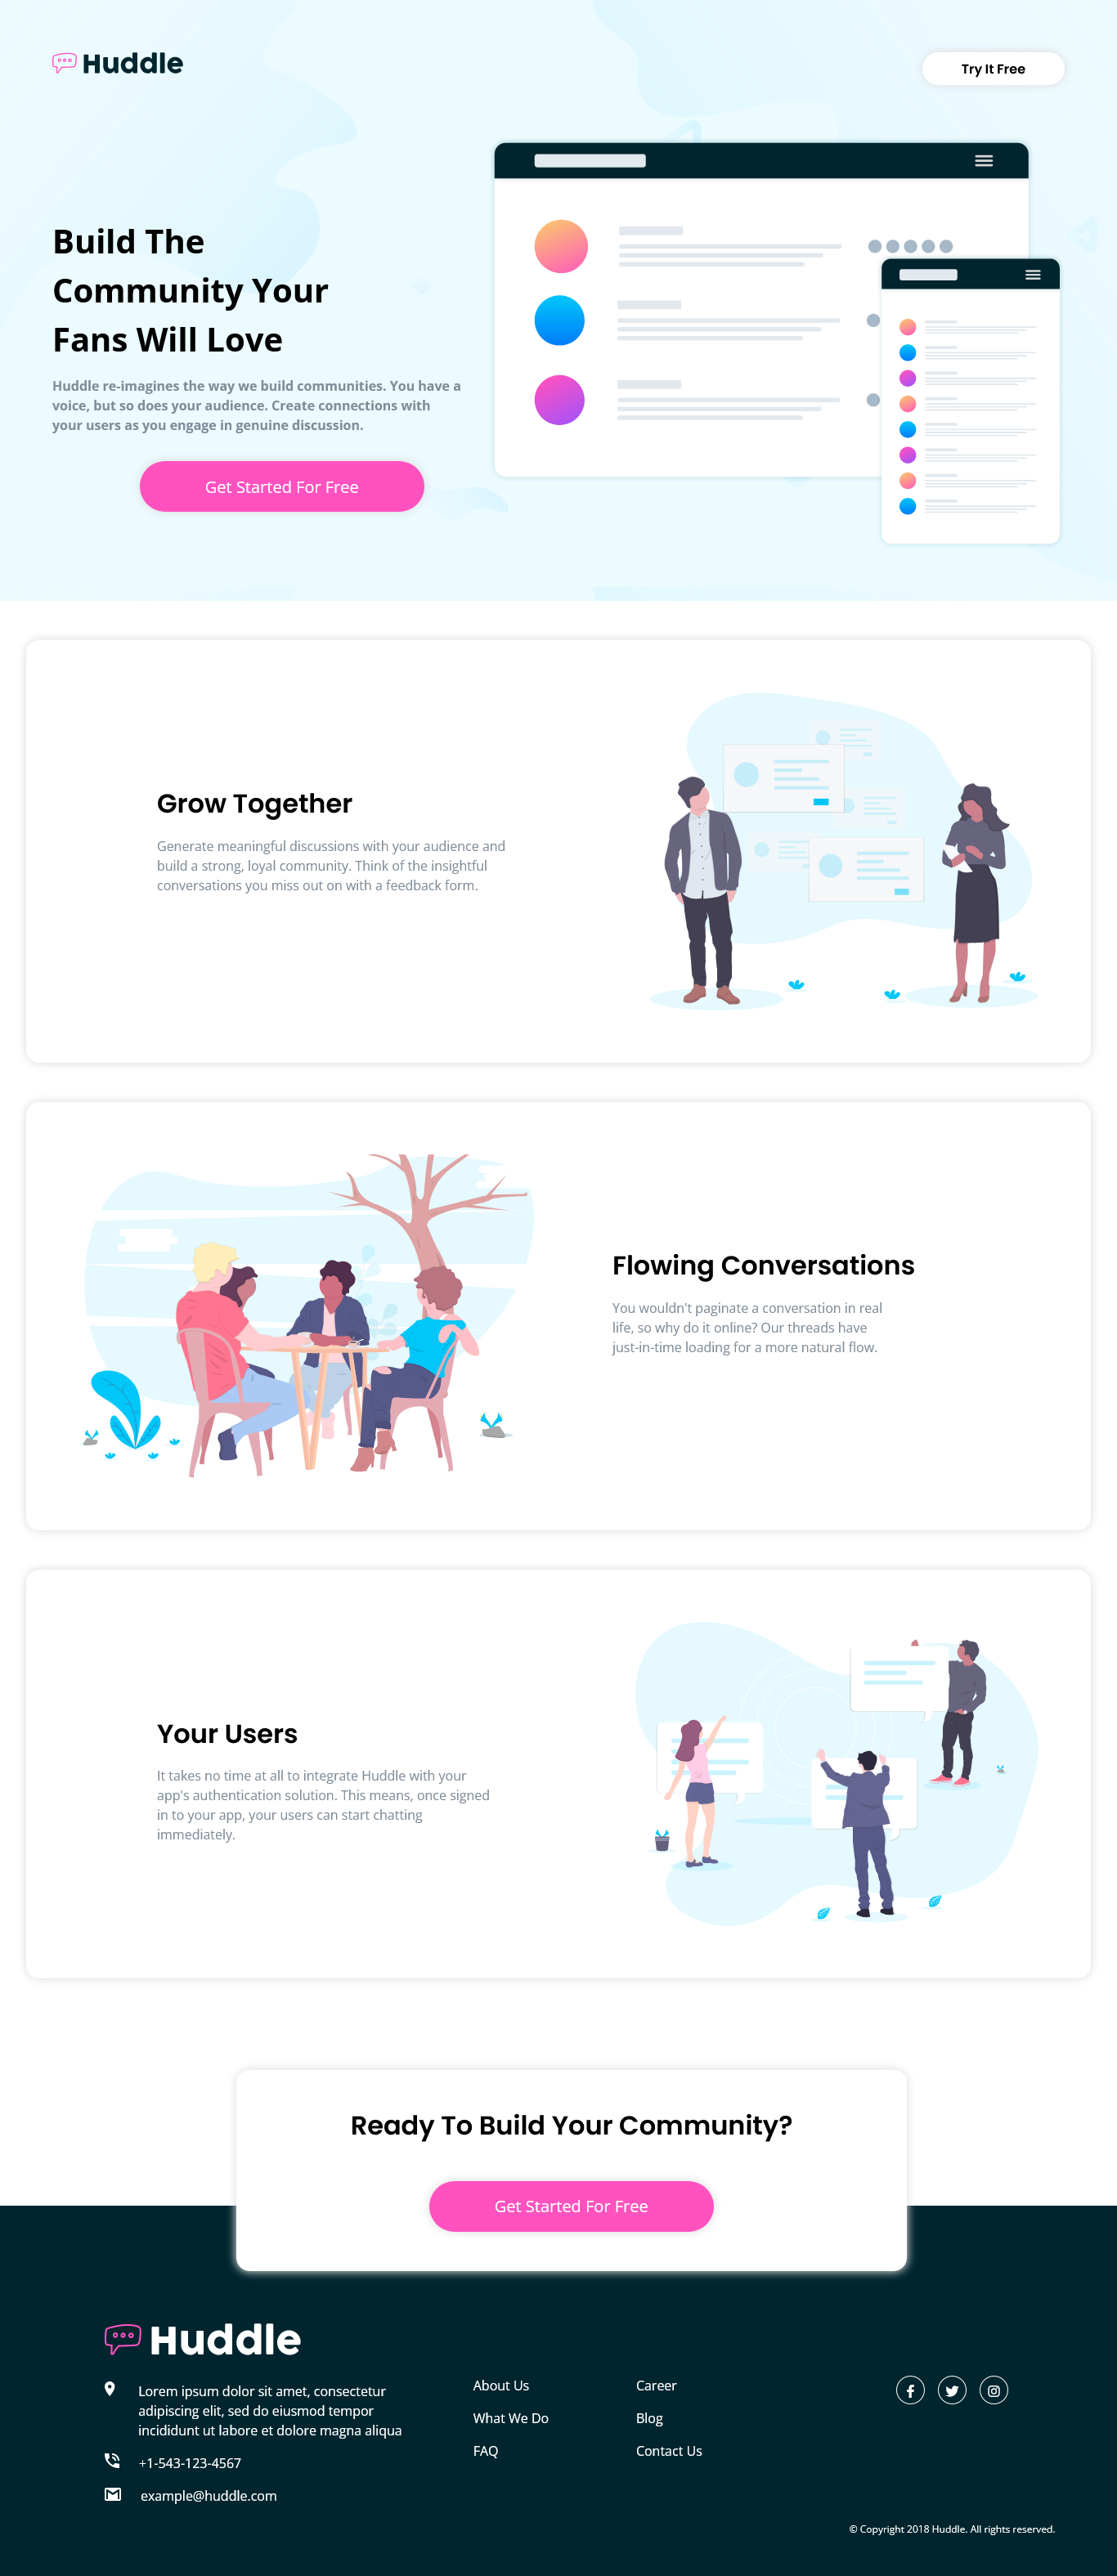 Huddle
Try It Free
Build The
Community Your
Fans Will Love
Huddle re-imagines the way we build communities. You have a
voice, but so does your audience. Create connections with
your users as you engage in genuine discussion.
Get Started For Free
Grow Together
Generate meaningful discussions with your audience and
build a strong, loyal community. Think of the insightful
conversations you miss out on with a feedback form.
Flowing Conversations
You wouldn't paginate a conversation in real
life, so why do it online? Our threads have
just-in-time loading for a more natural flow.
Your Users
It takes no time at all to integrate Huddle with your
app's authentication solution. This means, once signed
in to your app, your users can start chatting
immediately.
Ready To Build Your Community?
Get Started For Free
Huddle
Lorem ipsum dolor sit amet, consectetur
adipiscing elit, sed do eiusmod tempor
incididunt ut labore et dolore magna aliqua
+1-543-123-4567
example@huddle.com
About Us
What We Do
FAQ
Career
Blog
Contact Us
© Copyright 2018 Huddle. All rights reserved.